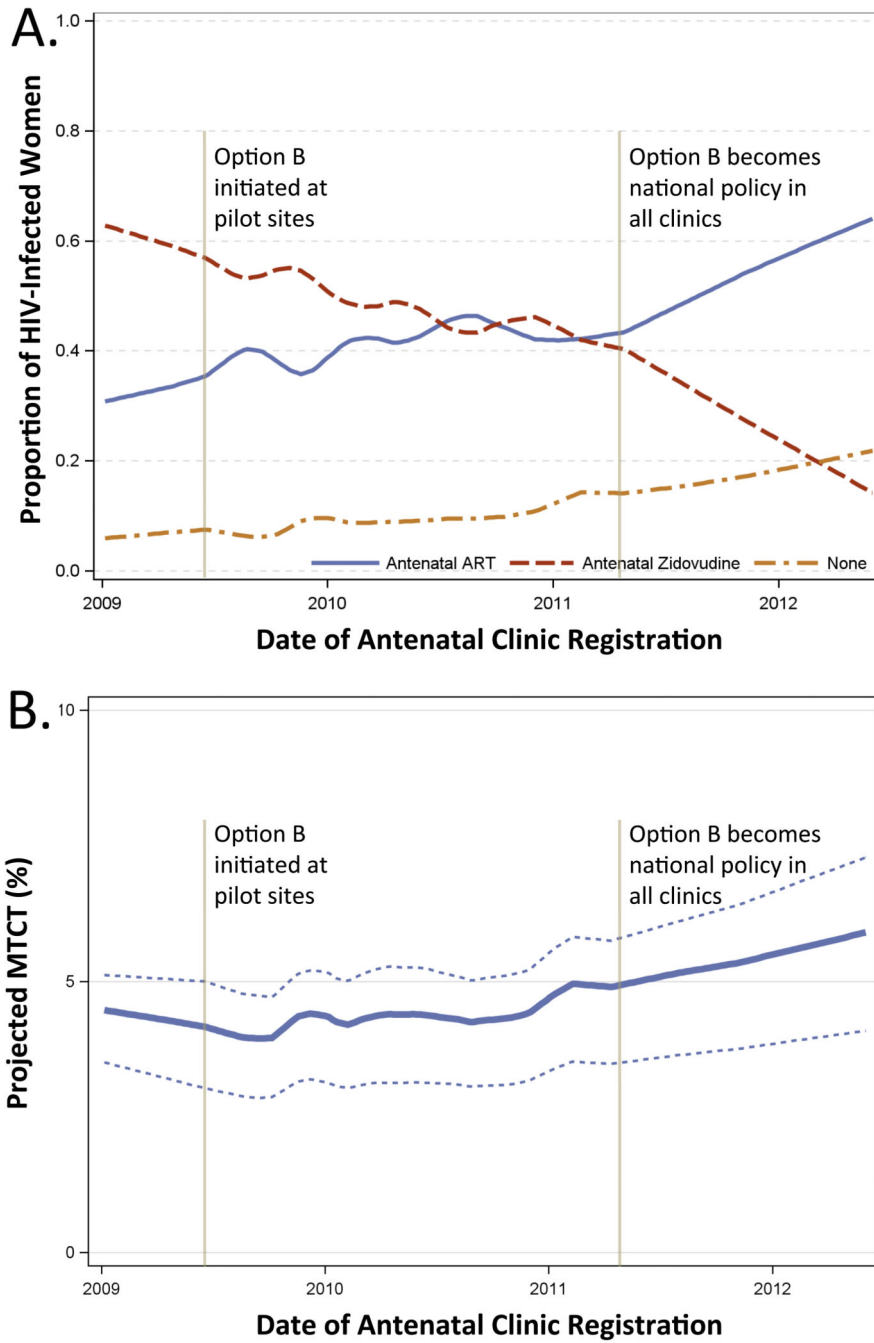 A.
Proportion of HIV-Infected Women
1.0
0.8
0.6
0.4
0.2
0.0
Option B
initiated at
pilot sites
Option B becomes
national policy in
all clinics
Antenatal ART
Antenatal Zidovudine
None
2009
2010
2011
2012
Date of Antenatal Clinic Registration
B.
Projected MTCT (%)
10
5
0
Option B
initiated at
pilot sites
Option B becomes
national policy in
all clinics
2009
2010
2011
2012
Date of Antenatal Clinic Registration